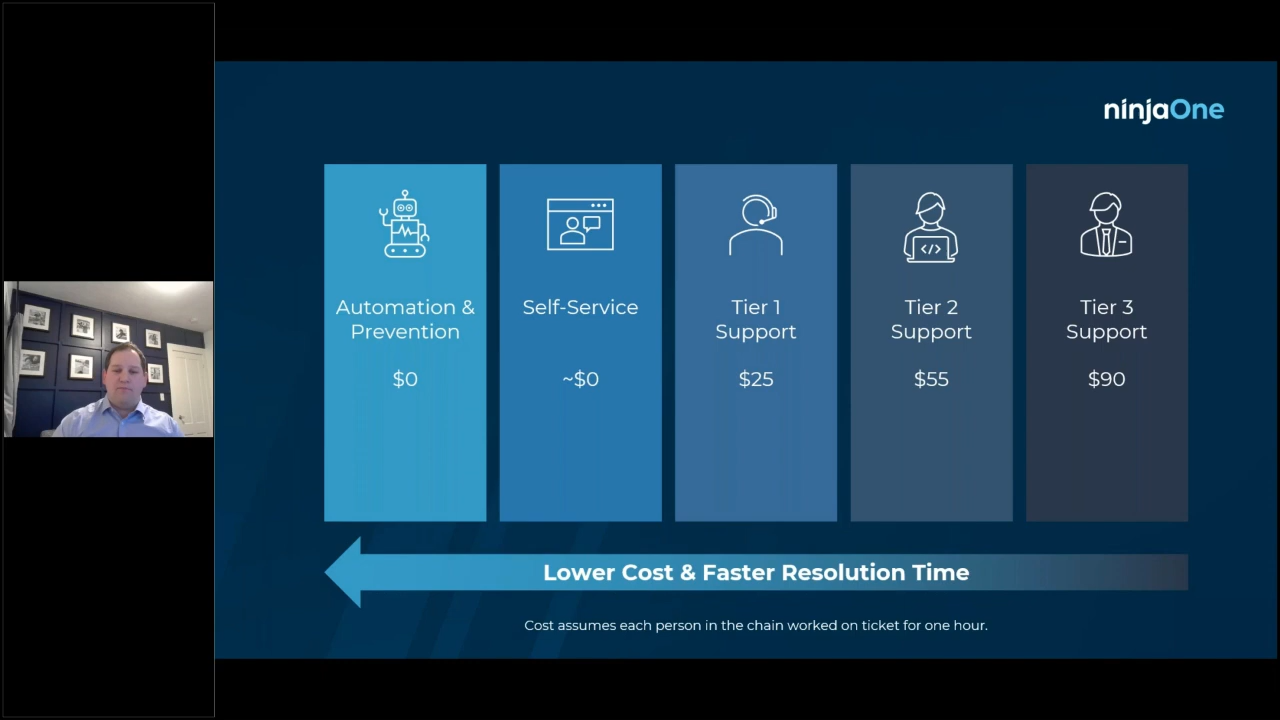 ninjaOne
Automation &
Prevention
$0
Self-Service
~$0
Tier 1
Support
$25
</>
Tier 2
Support
$55
Tier 3
Support
$90
Lower Cost & Faster Resolution Time
Cost assumes each person in the chain worked on ticket for one hour.